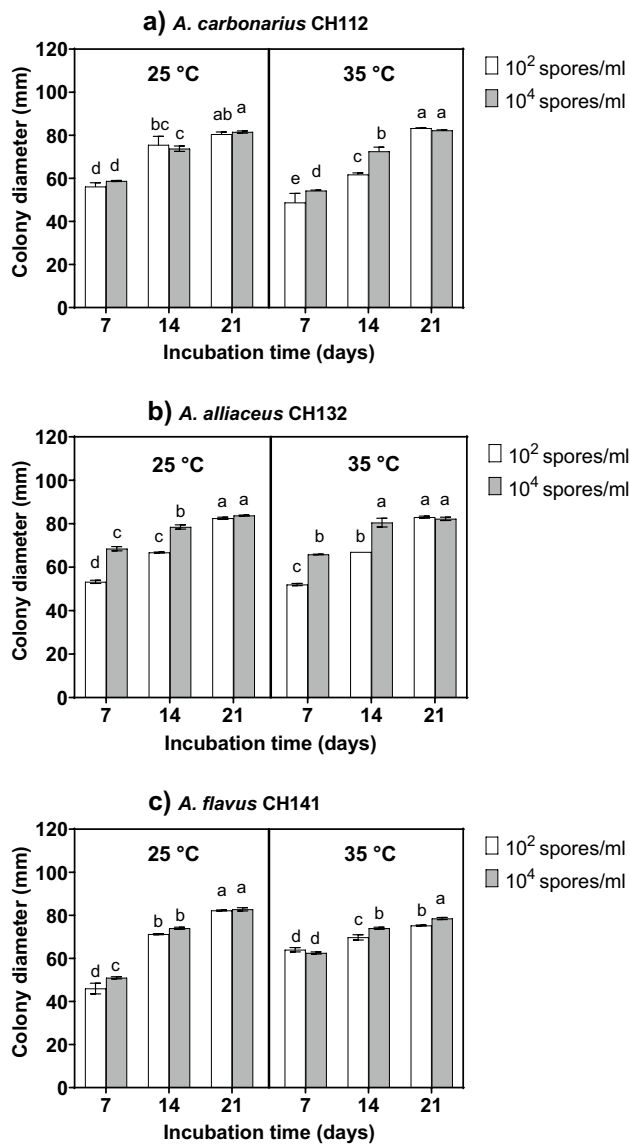 a) A. carbonarius CH112
25 °C 35 °C
10² spores/ml
10⁴ spores/ml
Colony diameter (mm)
120
100
80
60
40
20
0
d d bc c ab a e d c b a a
7 14 21 7 14 21
Incubation time (days)
b) A. alliaceus CH132
25 °C 35 °C
10² spores/ml
10⁴ spores/ml
Colony diameter (mm)
120
100
80
60
40
20
0
d c c b a a c b b a a a
7 14 21 7 14 21
Incubation time (days)
c) A. flavus CH141
25 °C 35 °C
10² spores/ml
10⁴ spores/ml
Colony diameter (mm)
120
100
80
60
40
20
0
d c b b a a d d c b b a
7 14 21 7 14 21
Incubation time (days)